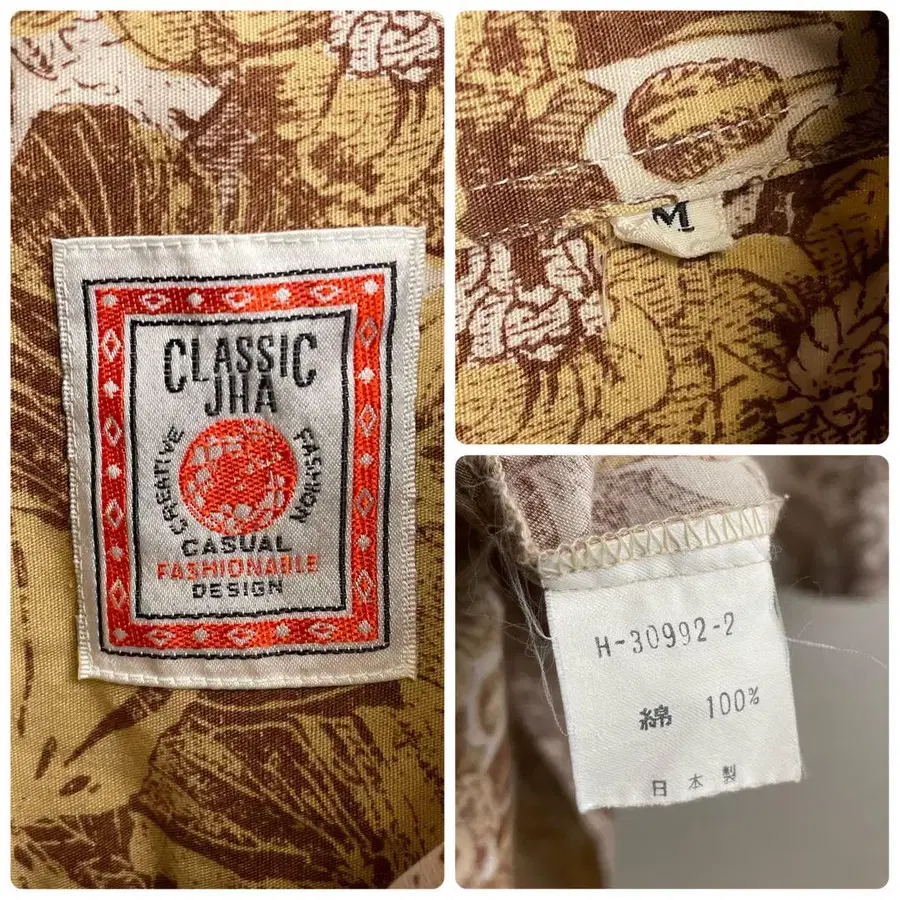 CLASSIC
JHA
CREATIVE
FASHION
CASUAL
FASHIONABLE
DESIGN
M
H-30992-2
綿 100%
日本製